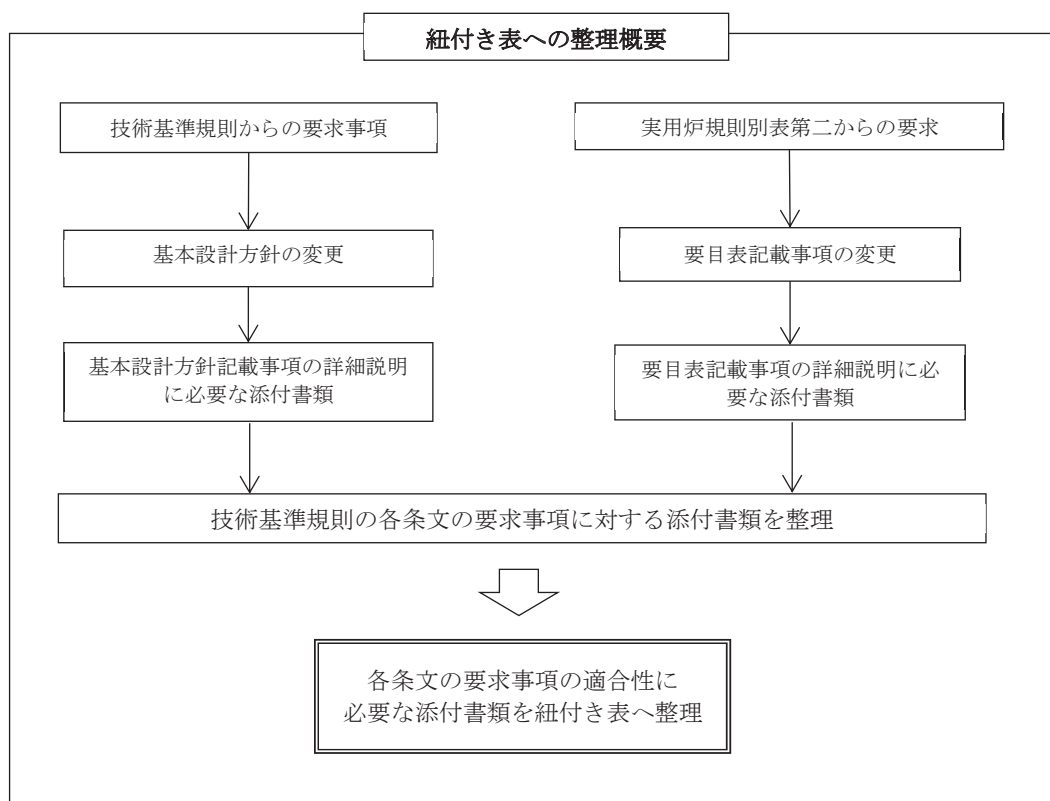 紐付き表への整理概要
技術基準規則からの要求事項
実用炉規則別表第二からの要求
基本設計方針の変更
要目表記載事項の変更
基本設計方針記載事項の詳細説明
に必要な添付書類
要目表記載事項の詳細説明に必
要な添付書類
技術基準規則の各条文の要求事項に対する添付書類を整理
各条文の要求事項の適合性に
必要な添付書類を紐付き表へ整理